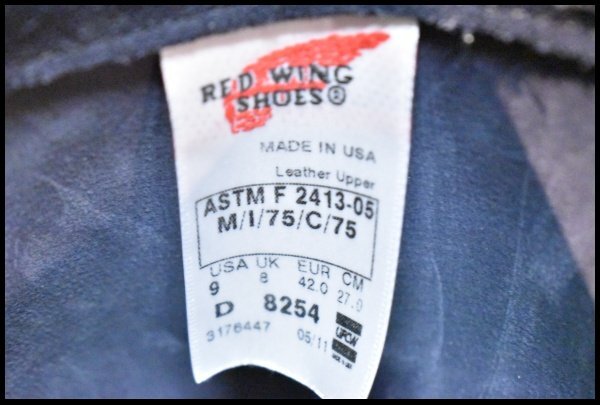 RED WING
SHOES®
MADE IN USA
Leather Upper
ASTM F 2413-05
M/I/75/C/75
USA UK EUR CM
9 8 42.0 27.0
D 8254
3176447 05/11
UFCW